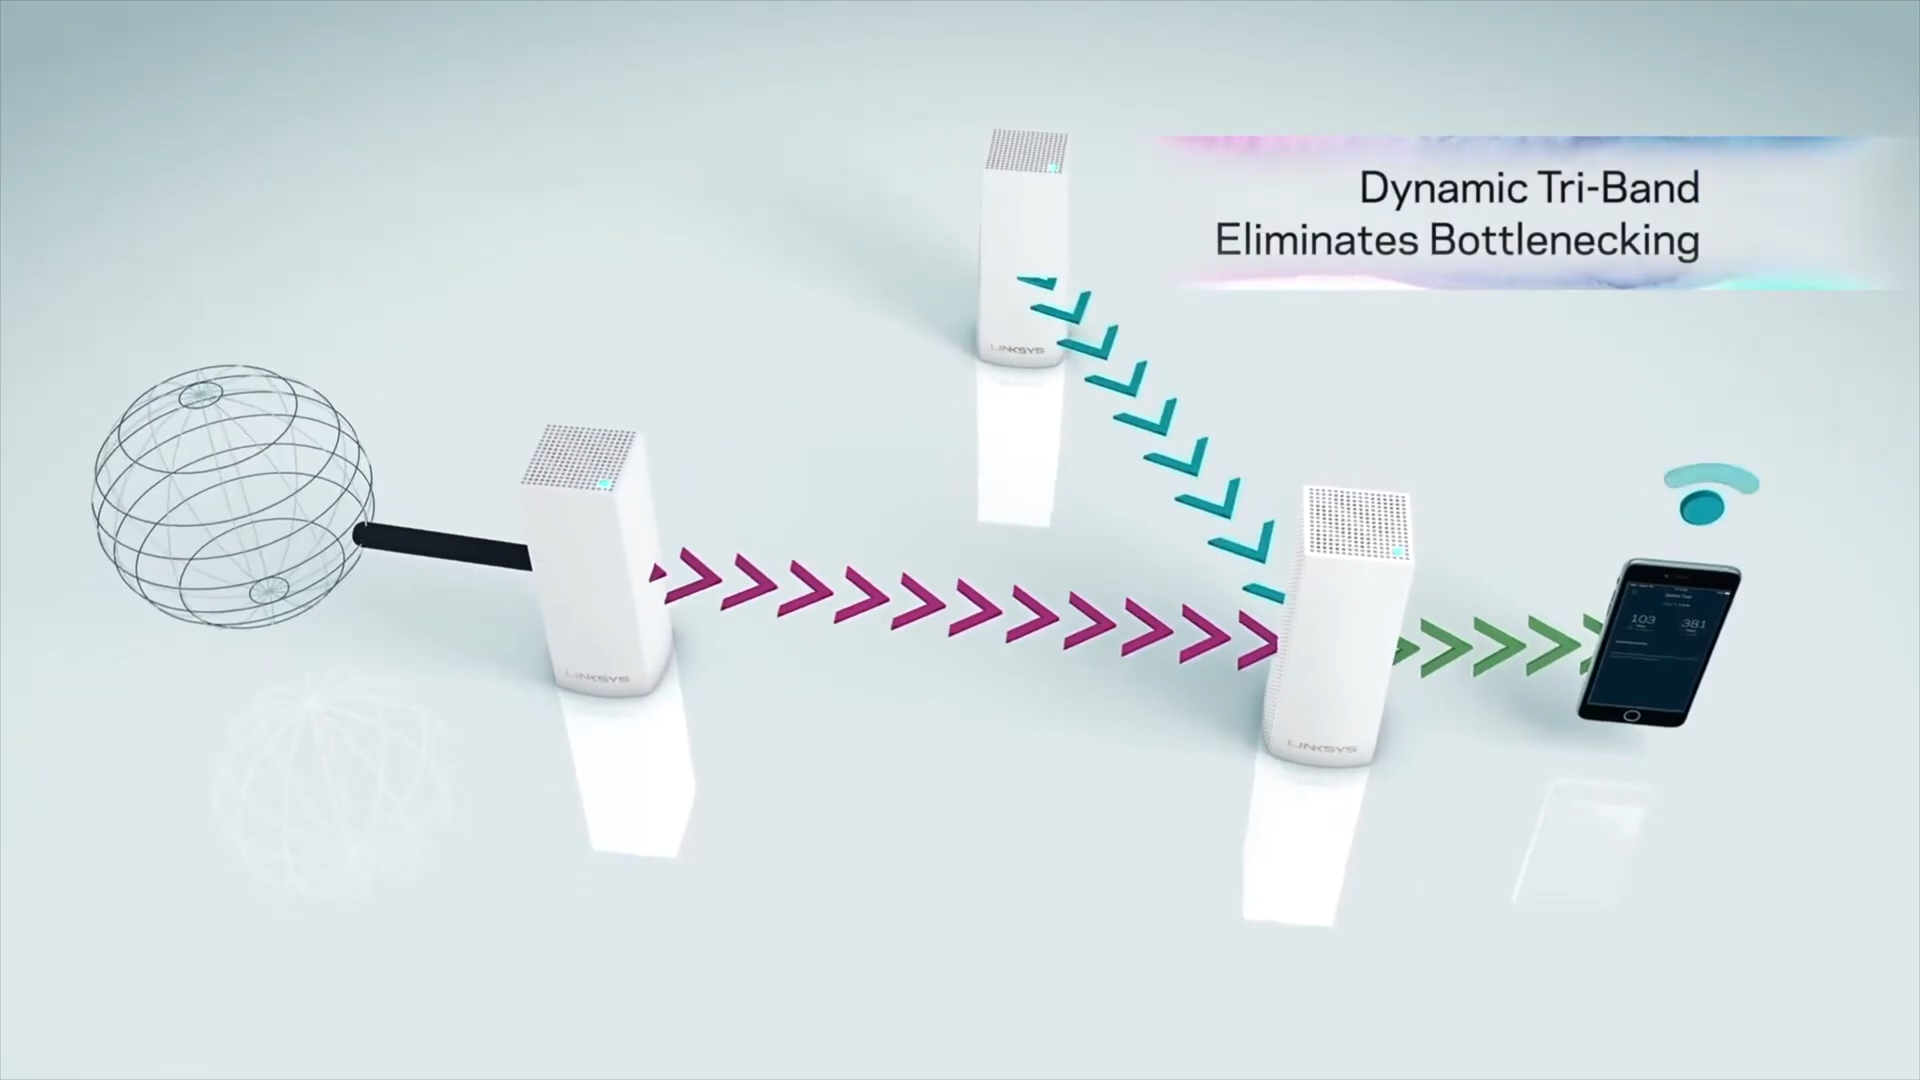 Dynamic Tri-Band
Eliminates Bottlenecking
LINKSYS
LINKSYS
LINKSYS
103 381